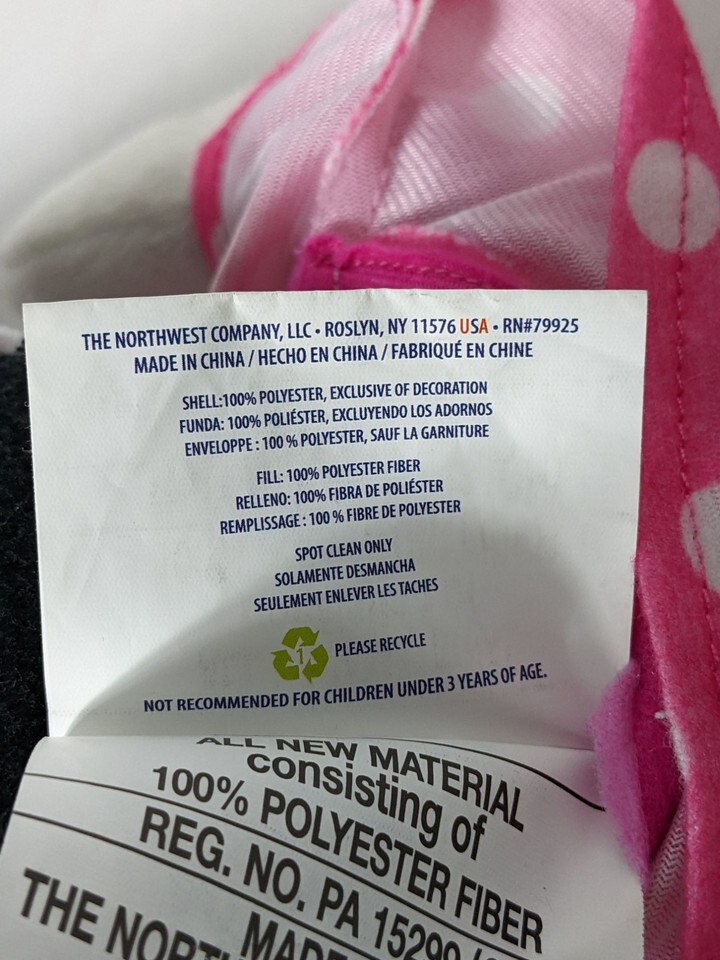 THE NORTHWEST COMPANY, LLC • ROSLYN, NY 11576 USA • RN#79925
MADE IN CHINA / HECHO EN CHINA / FABRIQUÉ EN CHINE
SHELL:100% POLYESTER, EXCLUSIVE OF DECORATION
FUNDA: 100% POLIÉSTER, EXCLUYENDO LOS ADORNOS
ENVELOPPE : 100 % POLYESTER, SAUF LA GARNITURE
FILL: 100% POLYESTER FIBER
RELLENO: 100% FIBRA DE POLIÉSTER
REMPLISSAGE : 100 % FIBRE DE POLYESTER
SPOT CLEAN ONLY
SOLAMENTE DESMANCHA
SEULEMENT ENLEVER LES TACHES
1 PLEASE RECYCLE
NOT RECOMMENDED FOR CHILDREN UNDER 3 YEARS OF AGE.
ALL NEW MATERIAL
consisting of
100% POLYESTER FIBER
REG. NO. PA 15299
MADE
THE